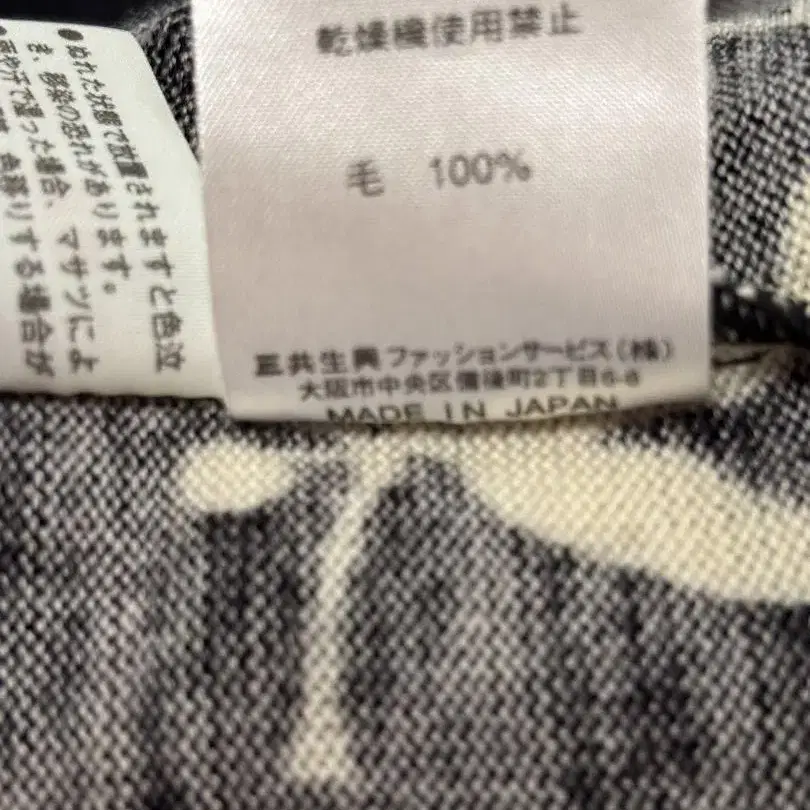 乾燥機使用禁止
毛 100%
三共生興ファッションサービス(株)
大阪市中央区備後町2丁目6-8
MADE IN JAPAN
●ぬれた状態で放置されますと色泣
き、移染の恐れがあります。
●雨や汗で湿った場合、マサツによ
色移りする場合が